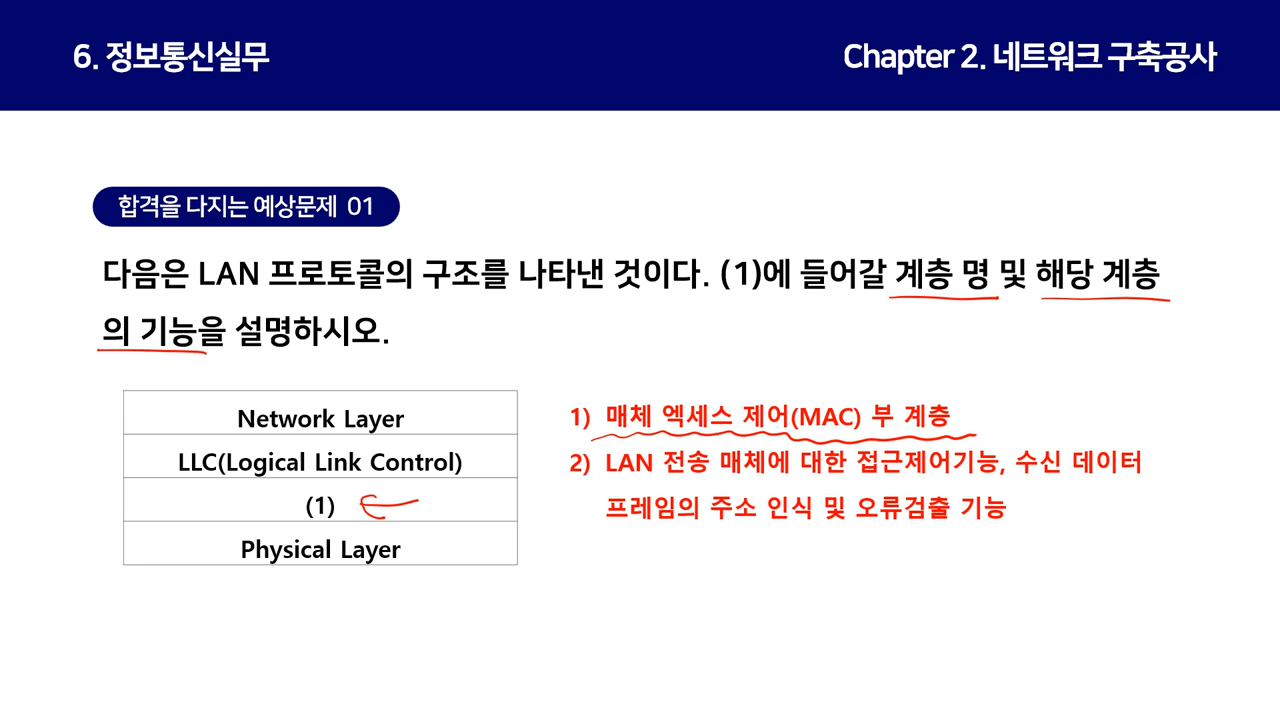 6. 정보통신실무
Chapter 2. 네트워크 구축공사
합격을 다지는 예상문제 01
다음은 LAN 프로토콜의 구조를 나타낸 것이다. (1)에 들어갈 계층 명 및 해당 계층
의 기능을 설명하시오.
Network Layer
LLC(Logical Link Control)
(1)
Physical Layer
1) 매체 엑세스 제어(MAC) 부 계층
2) LAN 전송 매체에 대한 접근제어기능, 수신 데이터
프레임의 주소 인식 및 오류검출 기능